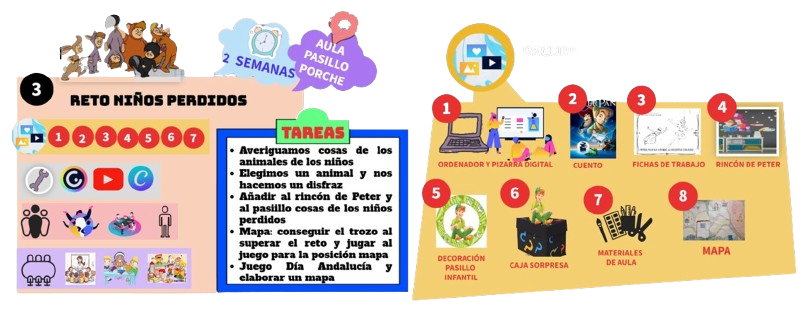 2 SEMANAS
AULA
PASILLO
PORCHE
3
RETO NIÑOS PERDIDOS
1 2 3 4 5 6 7
TAREAS
• Averiguamos cosas de los
animales de los niños
• Elegimos un animal y nos
hacemos un disfraz
• Añadir al rincón de Peter y
al pasillo cosas de los niños
perdidos
• Mapa: conseguir el trozo al
superar el reto y jugar al
juego para la posición mapa
• Juego Día Andalucía y
elaborar un mapa
1
ORDENADOR Y PIZARRA DIGITAL
2
CUENTO
3
FICHAS DE TRABAJO
4
RINCÓN DE PETER
5
DECORACIÓN
PASILLO
INFANTIL
6
CAJA SORPRESA
7
MATERIALES
DE AULA
8
MAPA